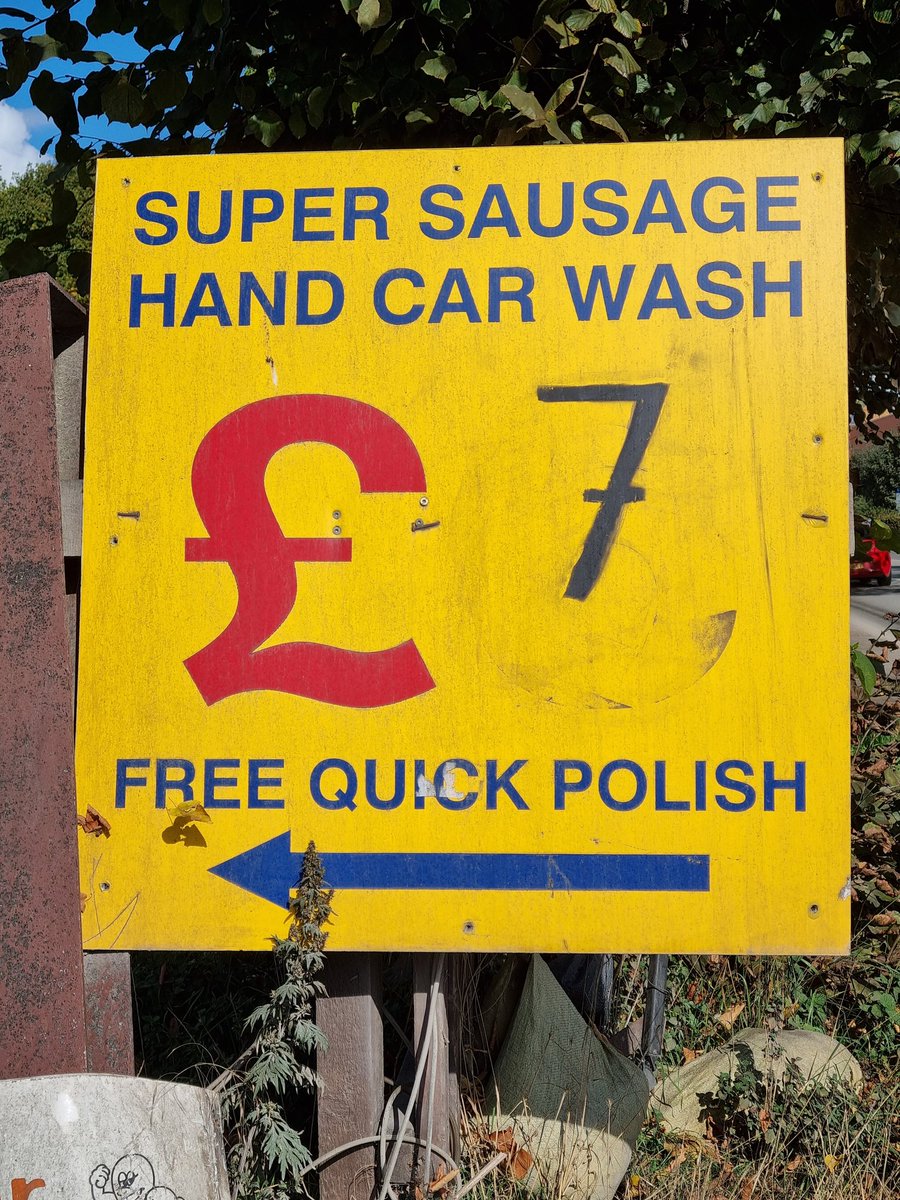 SUPER SAUSAGE
HAND CAR WASH
£7
FREE QUICK POLISH